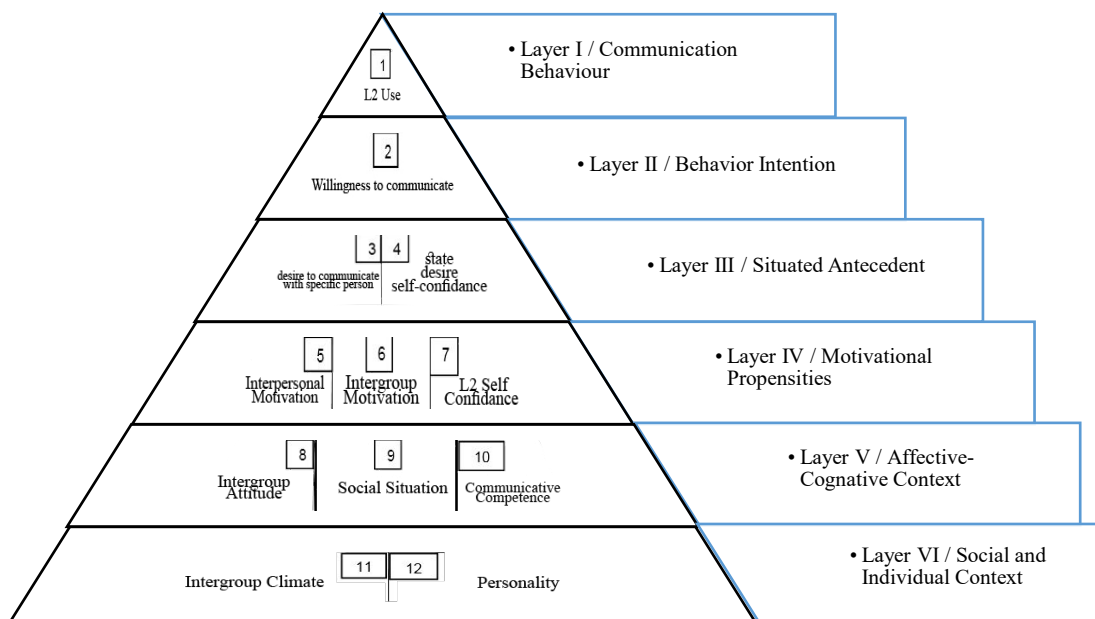 1
L2 Use
• Layer I / Communication
Behaviour
2
Willingness to communicate
• Layer II / Behavior Intention
3
desire to communicate
with specific person
4
state
desire
self-confidance
• Layer III / Situated Antecedent
5
Interpersonal
Motivation
6
Intergroup
Motivation
7
L2 Self
Confidance
• Layer IV / Motivational
Propensities
8
Intergroup
Attitude
9
Social Situation
10
Communicative
Competence
• Layer V / Affective-
Cognative Context
11
Intergroup Climate
12
Personality
• Layer VI / Social and
Individual Context